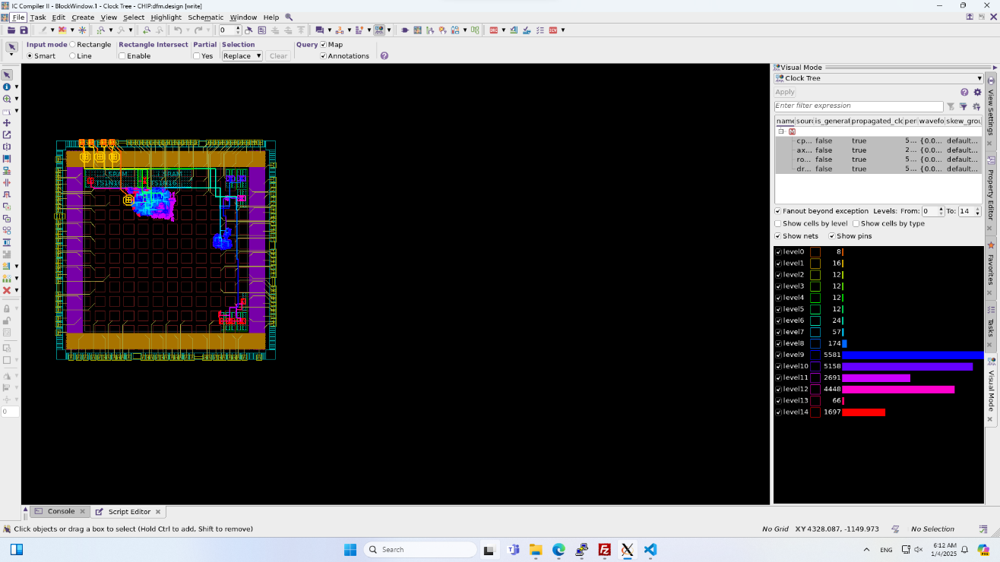 IC Compiler II - BlockWindow.1 - Clock Tree - CHIP:dfm.design [write]
File Task Edit Create View Select Highlight Schematic Window Help
0
Input mode Rectangle Rectangle Intersect Partial Selection Query Map
Smart Line Enable Yes Replace Clear Annotations
Visual Mode
Clock Tree
Apply
Enter filter expression
name sourc is_general propagated_clo peri wavefo skew_grou
M
cp... false true 5... {0.0... default...
ax... false true 2... {0.0... default...
ro... false true 5... {0.0... default...
dr... false true 5... {0.0... default...
Fanout beyond exception Levels: From: 0 To: 14
Show cells by level Show cells by type
Show nets Show pins
level0 8
level1 16
level2 12
level3 12
level4 12
level5 12
level6 24
level7 57
level8 174
level9 5581
level10 5158
level11 2691
level12 4448
level13 66
level14 1697
View Settings
Property Editor
Favorites
Tasks
Visual Mode
TS1N16
TS1N16
0
Console Script Editor
Click objects or drag a box to select (Hold Ctrl to add, Shift to remove)
No Grid XY 4328.087, -1149.973 No Selection
Search
ENG
6:12 AM
1/4/2025